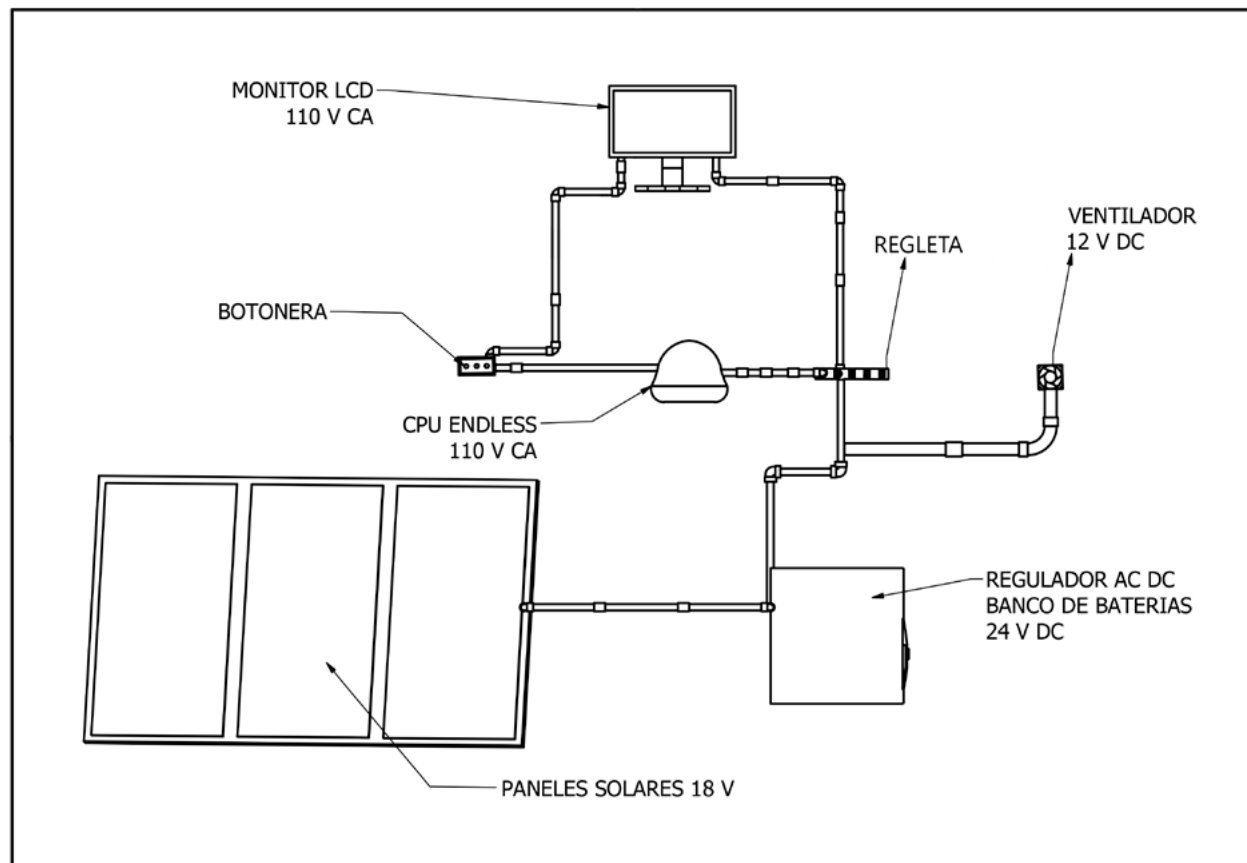 MONITOR LCD
110 V CA
VENTILADOR
12 V DC
REGLETA
BOTONERA
CPU ENDLESS
110 V CA
REGULADOR AC DC
BANCO DE BATERIAS
24 V DC
PANELES SOLARES 18 V